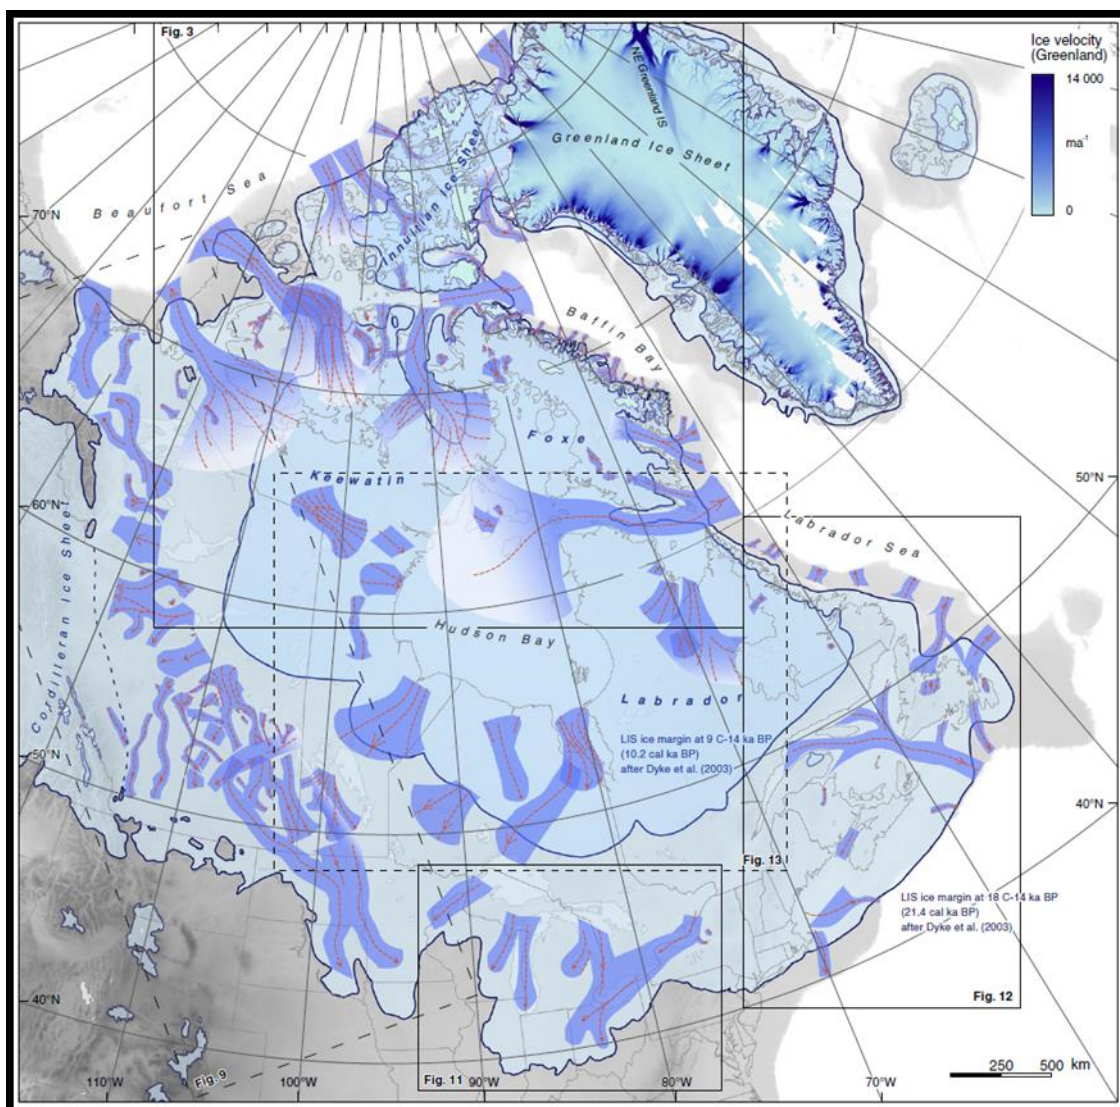 Fig. 3
Ice velocity
(Greenland)
14 000
ma⁻¹
0
NE Greenland IS
Greenland Ice Sheet
Innuitian Ice Sheet
Beaufort Sea
70°N
Baffin Bay
Foxe
Keewatin
60°N
50°N
Labrador Sea
Cordilleran Ice Sheet
Hudson Bay
Labrador
LIS ice margin at 9 C-14 ka BP
(10.2 cal ka BP)
after Dyke et al. (2003)
50°N
40°N
Fig. 13
LIS ice margin at 18 C-14 ka BP
(21.4 cal ka BP)
after Dyke et al. (2003)
40°N
Fig. 12
Fig. 9
Fig. 11
250 500 km
110°W
100°W
90°W
80°W
70°W